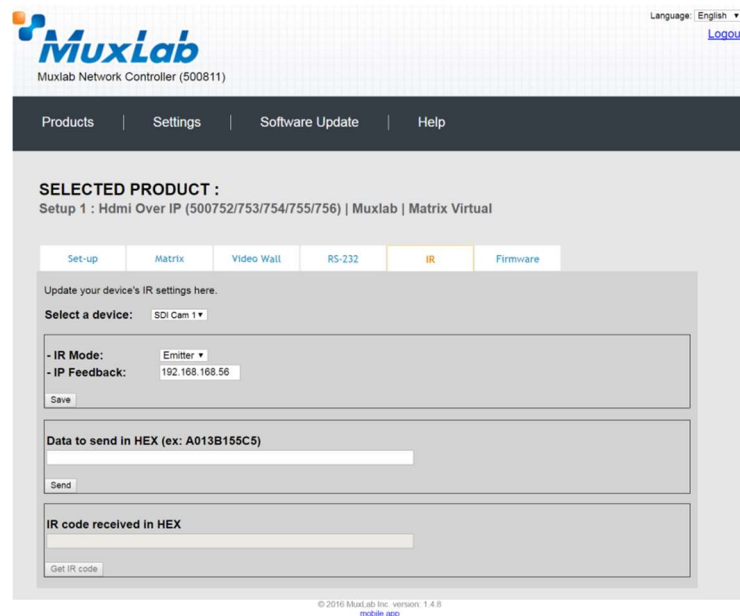 Language: English
Logou
MuxLab
Muxlab Network Controller (500811)
Products | Settings | Software Update | Help
SELECTED PRODUCT :
Setup 1 : Hdmi Over IP (500752/753/754/755/756) | Muxlab | Matrix Virtual
Set-up Matrix Video Wall RS-232 IR Firmware
Update your device's IR settings here.
Select a device: SDI Cam 1
- IR Mode: Emitter
- IP Feedback: 192.168.168.56
Save
Data to send in HEX (ex: A013B155C5)
Send
IR code received in HEX
Get IR code
© 2016 MuxLab Inc. version: 1.4.8
mobile app